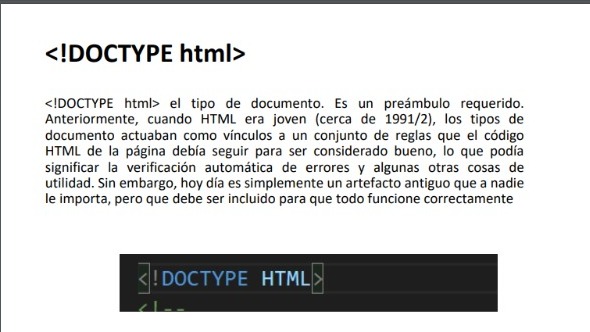 <!DOCTYPE html>
<!DOCTYPE html> el tipo de documento. Es un preámbulo requerido.
Anteriormente, cuando HTML era joven (cerca de 1991/2), los tipos de
documento actuaban como vínculos a un conjunto de reglas que el código
HTML de la página debía seguir para ser considerado bueno, lo que podía
significar la verificación automática de errores y algunas otras cosas de
utilidad. Sin embargo, hoy día es simplemente un artefacto antiguo que a nadie
le importa, pero que debe ser incluido para que todo funcione correctamente
<!DOCTYPE HTML>
<!--